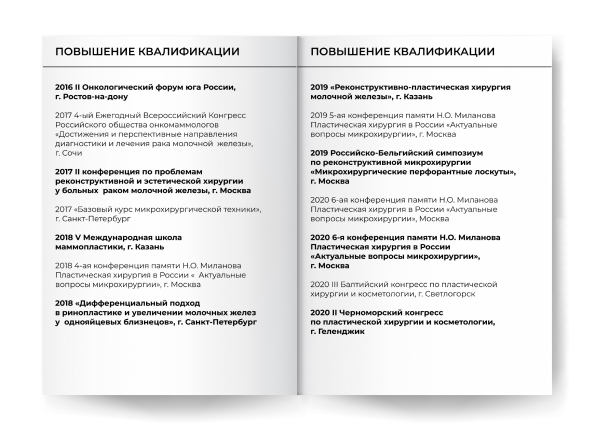 ПОВЫШЕНИЕ КВАЛИФИКАЦИИ
2016 II Онкологический форум юга России,
г. Ростов-на-дону
2017 4-ый Ежегодный Всероссийский Конгресс
Российского общества онкомаммологов
«Достижения и перспективные направления
диагностики и лечения рака молочной железы»,
г. Сочи
2017 II конференция по проблемам
реконструктивной и эстетической хирургии
у больных раком молочной железы, г. Москва
2017 «Базовый курс микрохирургической техники»,
г. Санкт-Петербург
2018 V Международная школа
маммопластики, г. Казань
2018 4-ая конференция памяти Н.О. Миланова
Пластическая хирургия в России « Актуальные
вопросы микрохирургии», г. Москва
2018 «Дифференциальный подход
в ринопластике и увеличении молочных желез
у однояйцевых близнецов», г. Санкт-Петербург
ПОВЫШЕНИЕ КВАЛИФИКАЦИИ
2019 «Реконструктивно-пластическая хирургия
молочной железы», г. Казань
2019 5-ая конференция памяти Н.О. Миланова
Пластическая хирургия в России «Актуальные
вопросы микрохирургии», г. Москва
2019 Российско-Бельгийский симпозиум
по реконструктивной микрохирургии
«Микрохирургические перфорантные лоскуты»,
г. Москва
2020 6-ая конференция памяти Н.О. Миланова
Пластическая хирургия в России «Актуальные
вопросы микрохирургии», Москва
2020 6-я конференция памяти Н.О. Миланова
Пластическая хирургия в России
«Актуальные вопросы микрохирургии»,
г. Москва
2020 III Балтийский конгресс по пластической
хирургии и косметологии, г. Светлогорск
2020 II Черноморский конгресс
по пластической хирургии и косметологии,
г. Геленджик